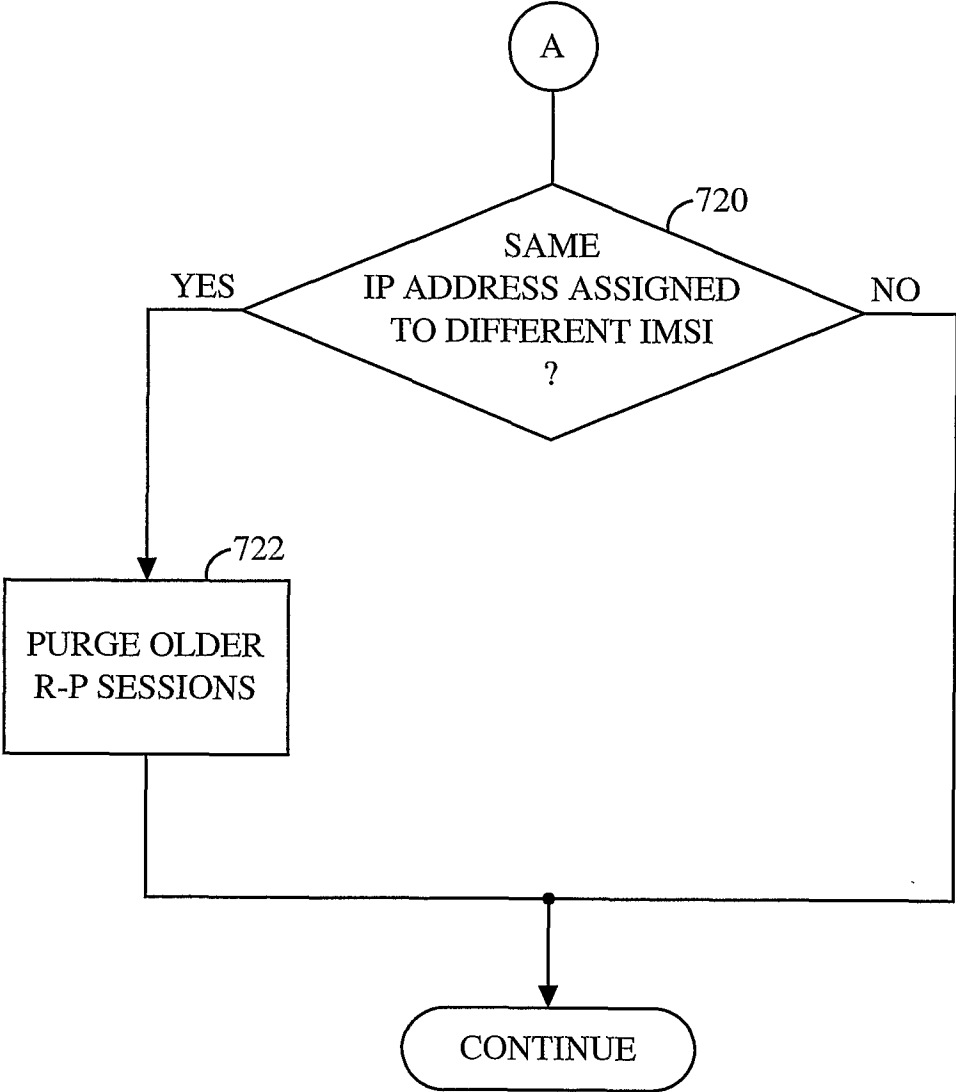 A
720
SAME
IP ADDRESS ASSIGNED
TO DIFFERENT IMSI
?
YES
NO
722
PURGE OLDER
R-P SESSIONS
CONTINUE